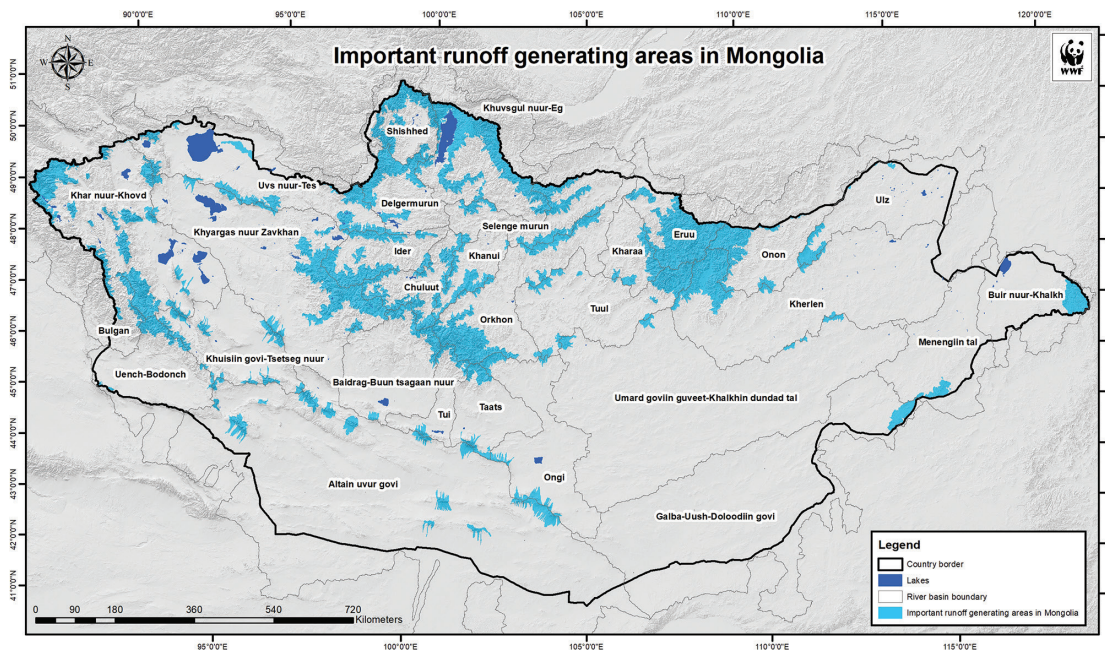 90°0'0"E
95°0'0"E
100°0'0"E
105°0'0"E
110°0'0"E
115°0'0"E
120°0'0"E
Important runoff generating areas in Mongolia
N
W E
S
WWF
51°0'0"N
50°0'0"N
49°0'0"N
48°0'0"N
47°0'0"N
46°0'0"N
45°0'0"N
44°0'0"N
43°0'0"N
42°0'0"N
41°0'0"N
Khuvsgul nuur-Eg
Shishhed
Uvs nuur-Tes
Khar nuur-Khovd
Delgermurun
Ulz
Selenge murun
Khyargas nuur Zavkhan
Eruu
Ider
Khanui
Kharaa
Onon
Chuluut
Buir nuur-Khalkh
Kherlen
Tuul
Orkhon
Bulgan
Menengiin tal
Khuisiin govi-Tsetseg nuur
Uench-Bodonch
Baidrag-Buun tsagaan nuur
Umard goviin guveet-Khalkhin dundad tal
Taats
Tui
Ongi
Altain uvur govi
Galba-Uush-Doloodiin govi
Legend
Country border
Lakes
River basin boundary
Important runoff generating areas in Mongolia
0 90 180 360 540 720
Kilometers
95°0'0"E
100°0'0"E
105°0'0"E
110°0'0"E
115°0'0"E